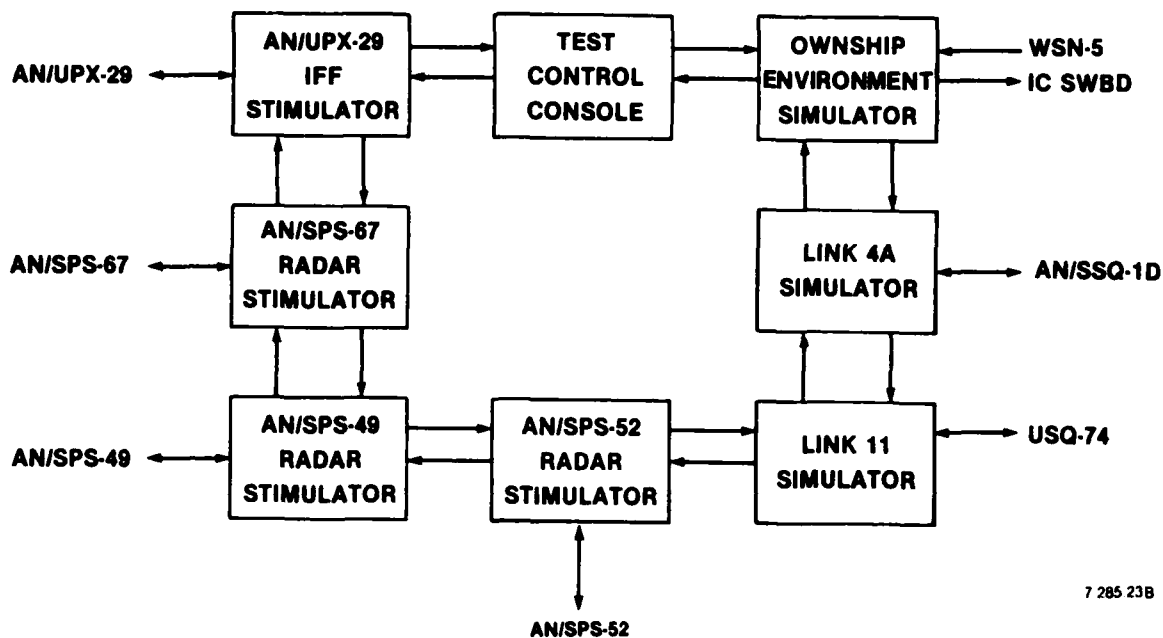 AN/UPX-29
AN/UPX-29
IFF
STIMULATOR
TEST
CONTROL
CONSOLE
OWNSHIP
ENVIRONMENT
SIMULATOR
WSN-5
IC SWBD
AN/SPS-67
AN/SPS-67
RADAR
STIMULATOR
LINK 4A
SIMULATOR
AN/SSQ-1D
AN/SPS-49
AN/SPS-49
RADAR
STIMULATOR
AN/SPS-52
RADAR
STIMULATOR
LINK 11
SIMULATOR
USQ-74
AN/SPS-52
7 285 23B